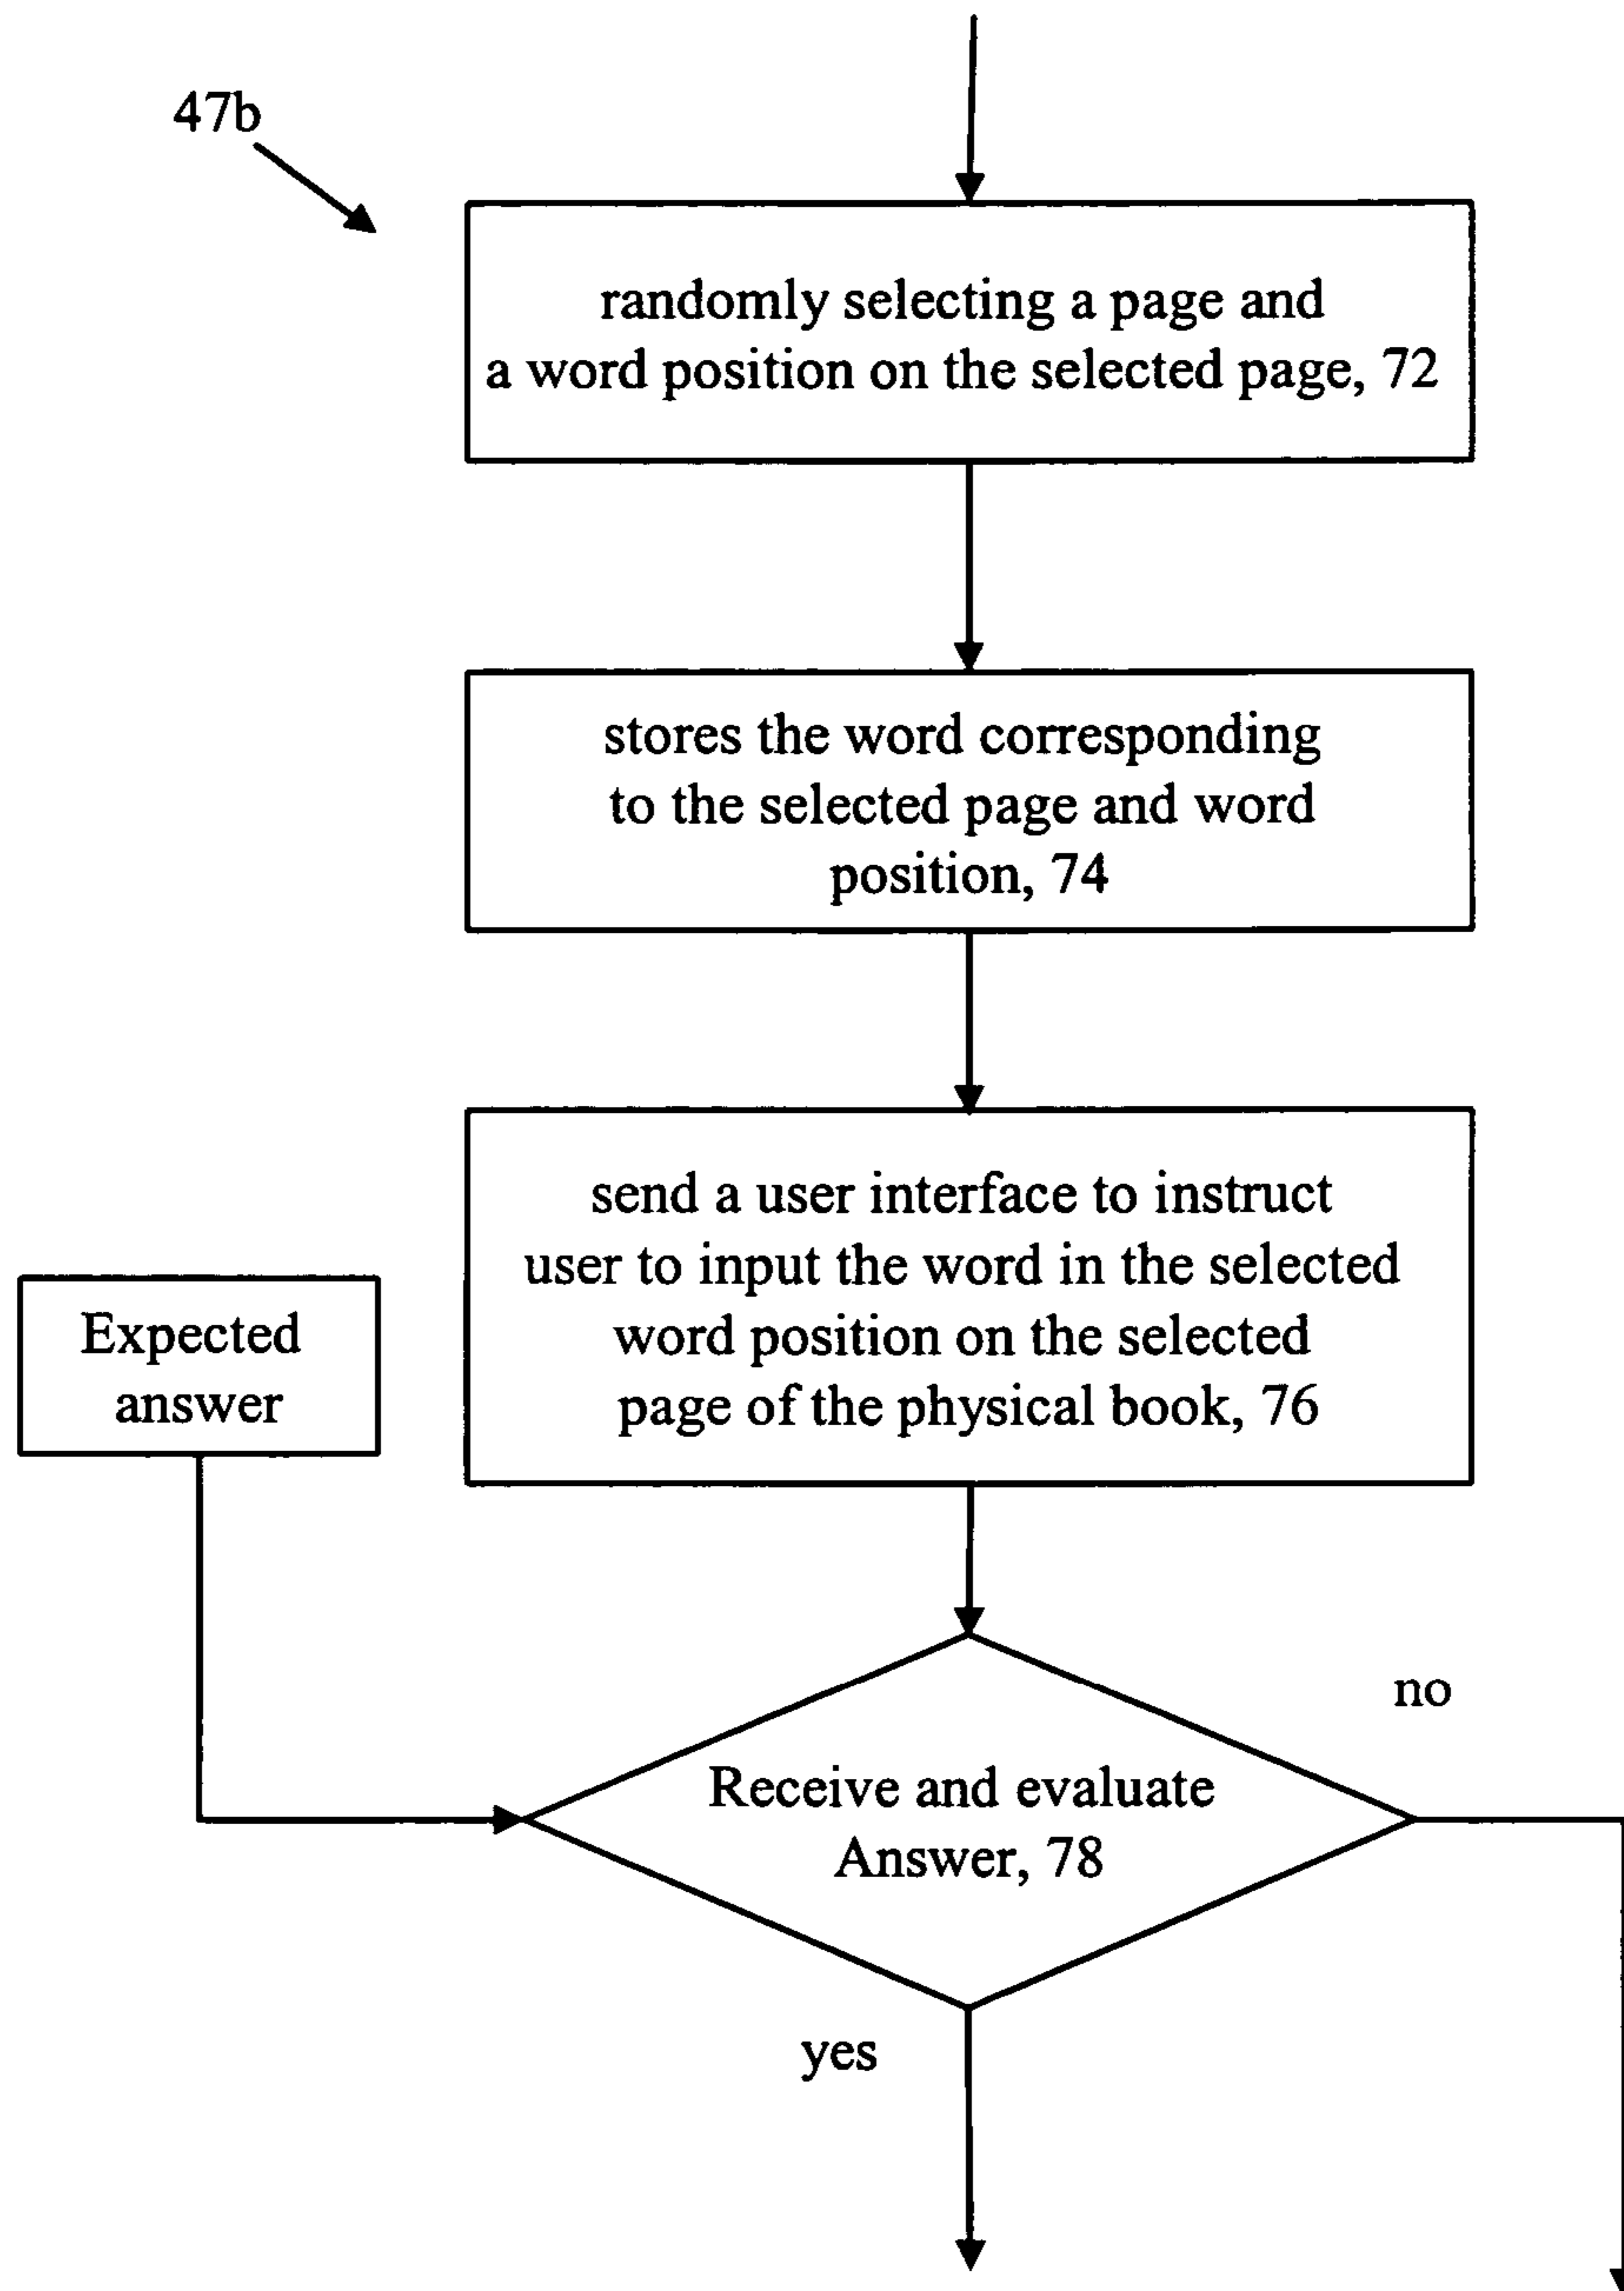 47b
randomly selecting a page and
a word position on the selected page, 72
stores the word corresponding
to the selected page and word
position, 74
send a user interface to instruct
user to input the word in the selected
word position on the selected
page of the physical book, 76
Expected
answer
no
Receive and evaluate
Answer, 78
yes